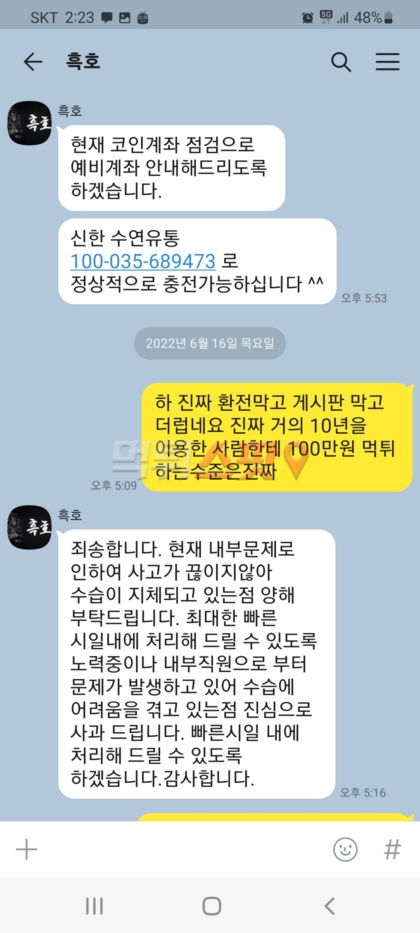 SKT 2:23
5G
48%
흑호
흑호
흑호
현재 코인계좌 점검으로
예비계좌 안내해드리도록
하겠습니다.
신한 수연유통
100-035-689473 로
정상적으로 충전가능하십니다 ^^
오후 5:53
2022년 6월 16일 목요일
하 진짜 환전막고 게시판 막고
더럽네요 진짜 거의 10년을
이용한 사람한테 100만원 먹튀
하는수준은진짜
오후 5:09
먹튀스팟
흑호
흑호
죄송합니다. 현재 내부문제로
인하여 사고가 끊이지않아
수습이 지체되고 있는점 양해
부탁드립니다. 최대한 빠른
시일내에 처리해 드릴 수 있도록
노력중이나 내부직원으로 부터
문제가 발생하고 있어 수습에
어려움을 겪고 있는점 진심으로
사과 드립니다. 빠른시일 내에
처리해 드릴 수 있도록
하겠습니다.감사합니다.
오후 5:16